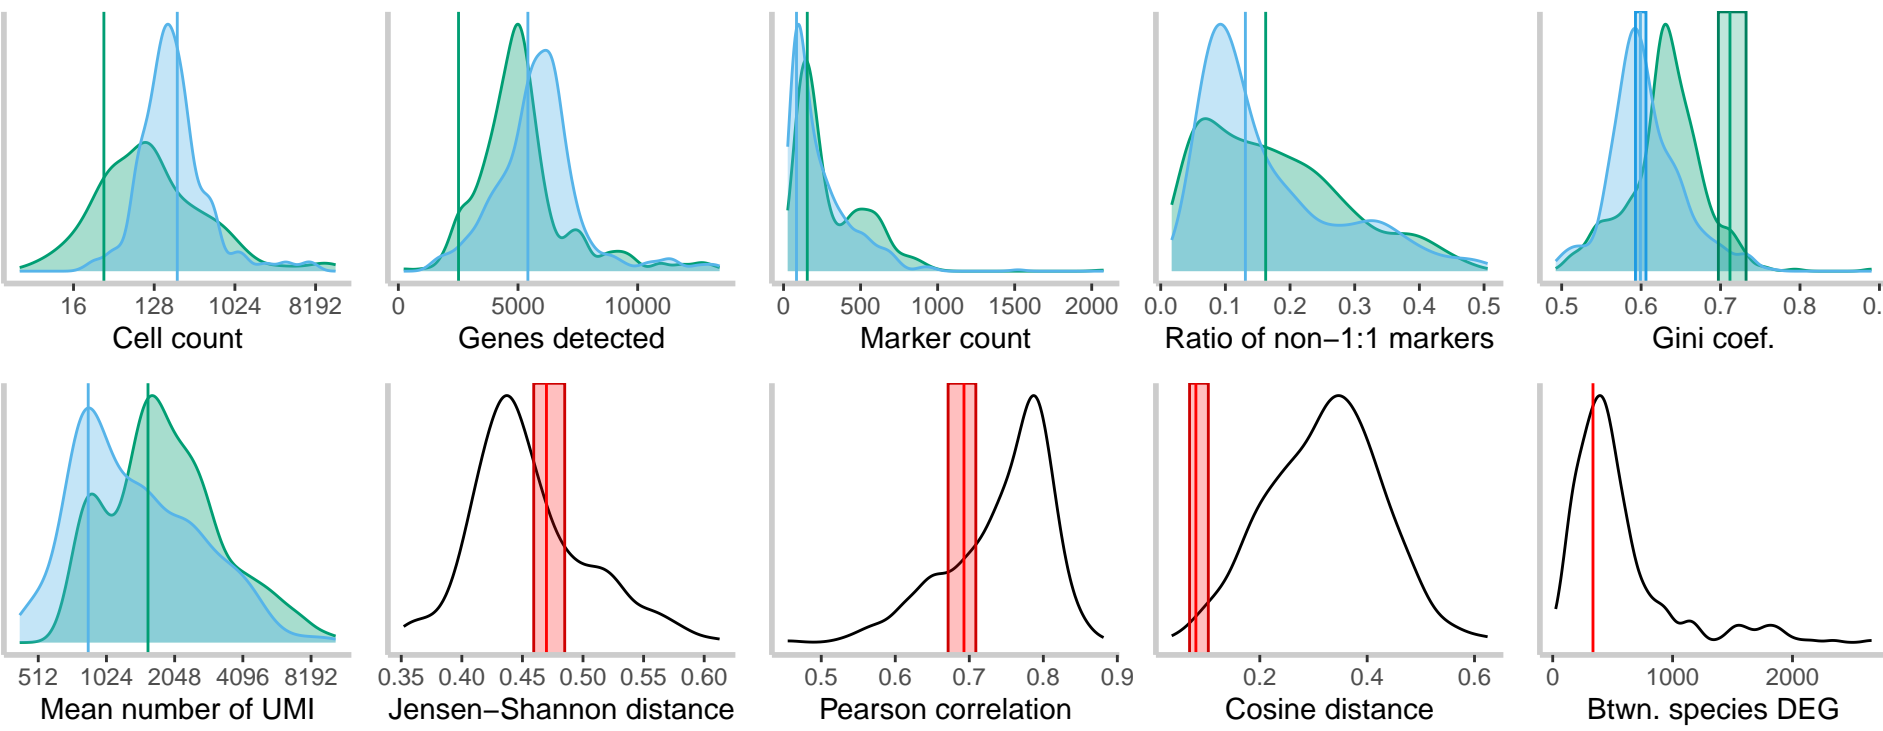 16 128 1024 8192
Cell count
0 5000 10000
Genes detected
0 500 1000 1500 2000
Marker count
0.0 0.1 0.2 0.3 0.4 0.5
Ratio of non−1:1 markers
0.5 0.6 0.7 0.8 0.
Gini coef.
512 1024 2048 4096 8192
Mean number of UMI
0.35 0.40 0.45 0.50 0.55 0.60
Jensen−Shannon distance
0.5 0.6 0.7 0.8 0.9
Pearson correlation
0.2 0.4 0.6
Cosine distance
0 1000 2000
Btwn. species DEG